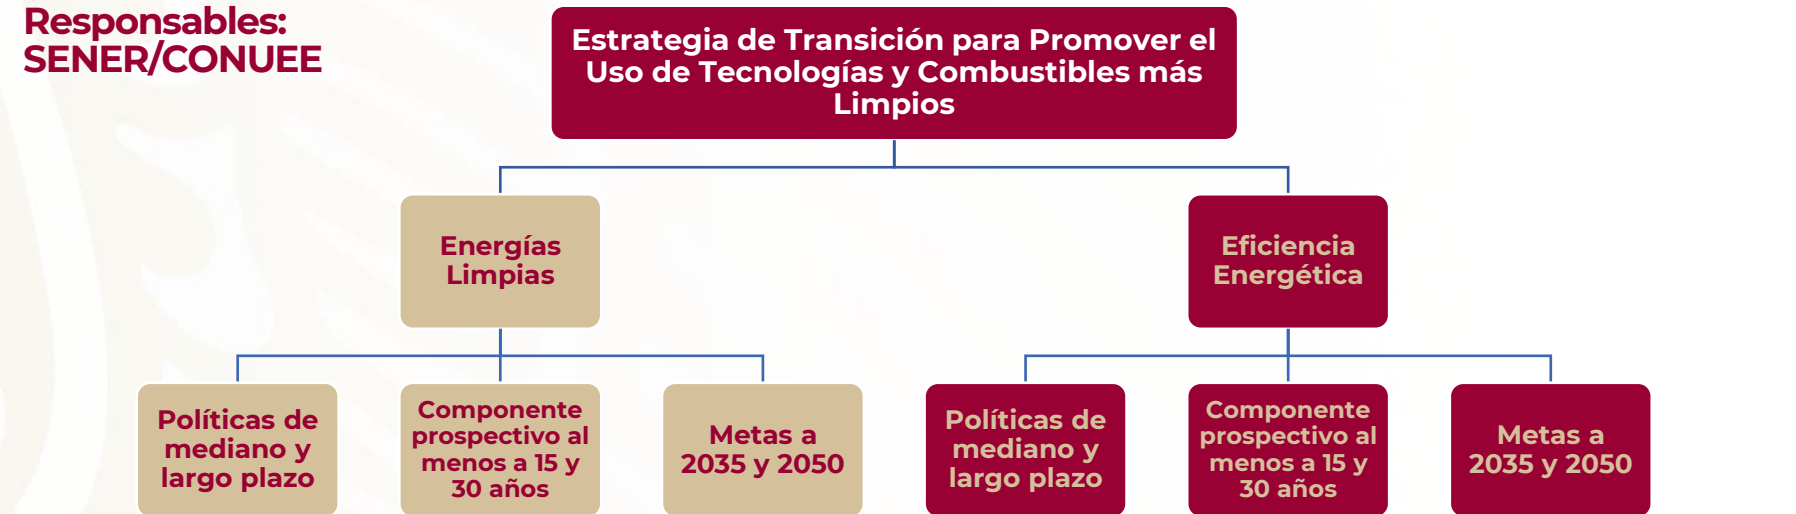 Responsables:
SENER/CONUEE
Estrategia de Transición para Promover el
Uso de Tecnologías y Combustibles más
Limpios
Energías
Limpias
Eficiencia
Energética
Políticas de
mediano y
largo plazo
Componente
prospectivo al
menos a 15 y
30 años
Metas a
2035 y 2050
Políticas de
mediano y
largo plazo
Componente
prospectivo al
menos a 15 y
30 años
Metas a
2035 y 2050